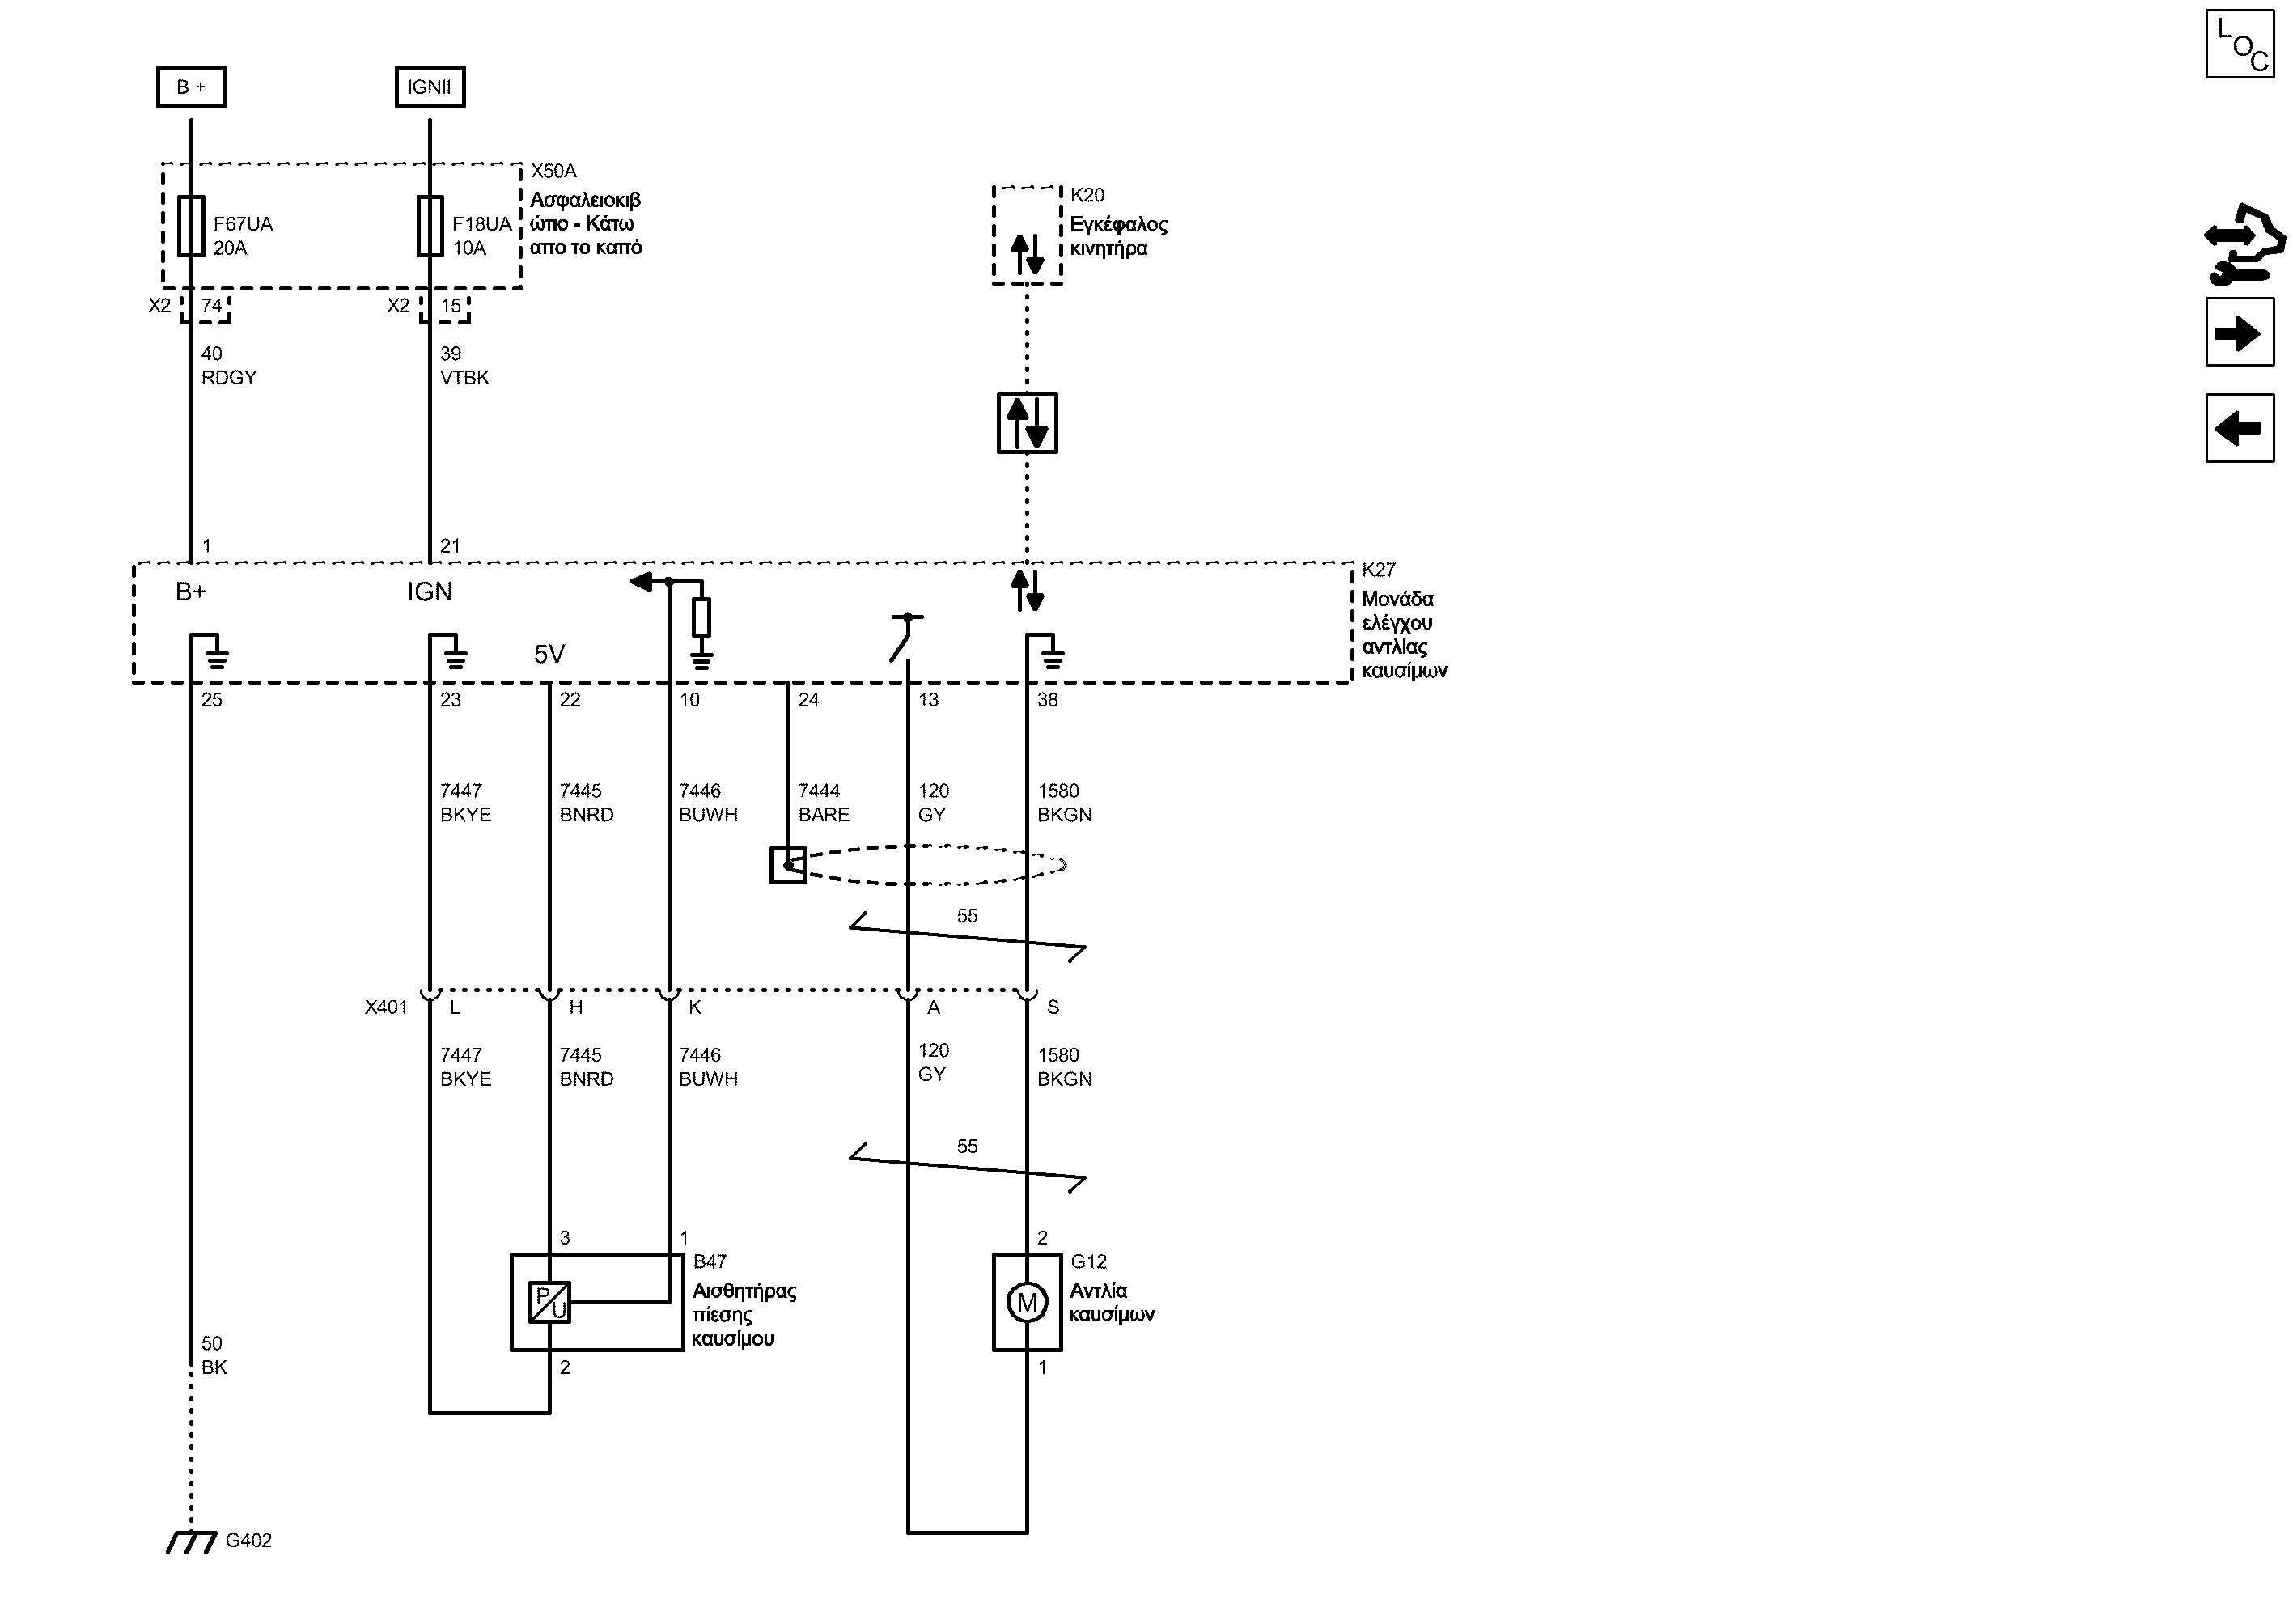 LOC
B +
IGNII
X50A
Ασφαλειοκιβ
ώτιο - Κάτω
απο το καπό
F67UA
20A
F18UA
10A
K20
Εγκέφαλος
κινητήρα
X2
74
X2
15
40
RDGY
39
VTBK
1
21
K27
Μονάδα
ελέγχου
αντλίας
καυσίμων
B+
IGN
5V
25
23
22
10
24
13
38
7447
BKYE
7445
BNRD
7446
BUWH
7444
BARE
120
GY
1580
BKGN
55
X401
L
H
K
A
S
7447
BKYE
7445
BNRD
7446
BUWH
120
GY
1580
BKGN
55
3
1
2
B47
Αισθητήρας
πίεσης
καυσίμου
P
U
G12
Αντλία
καυσίμων
M
50
BK
2
1
G402